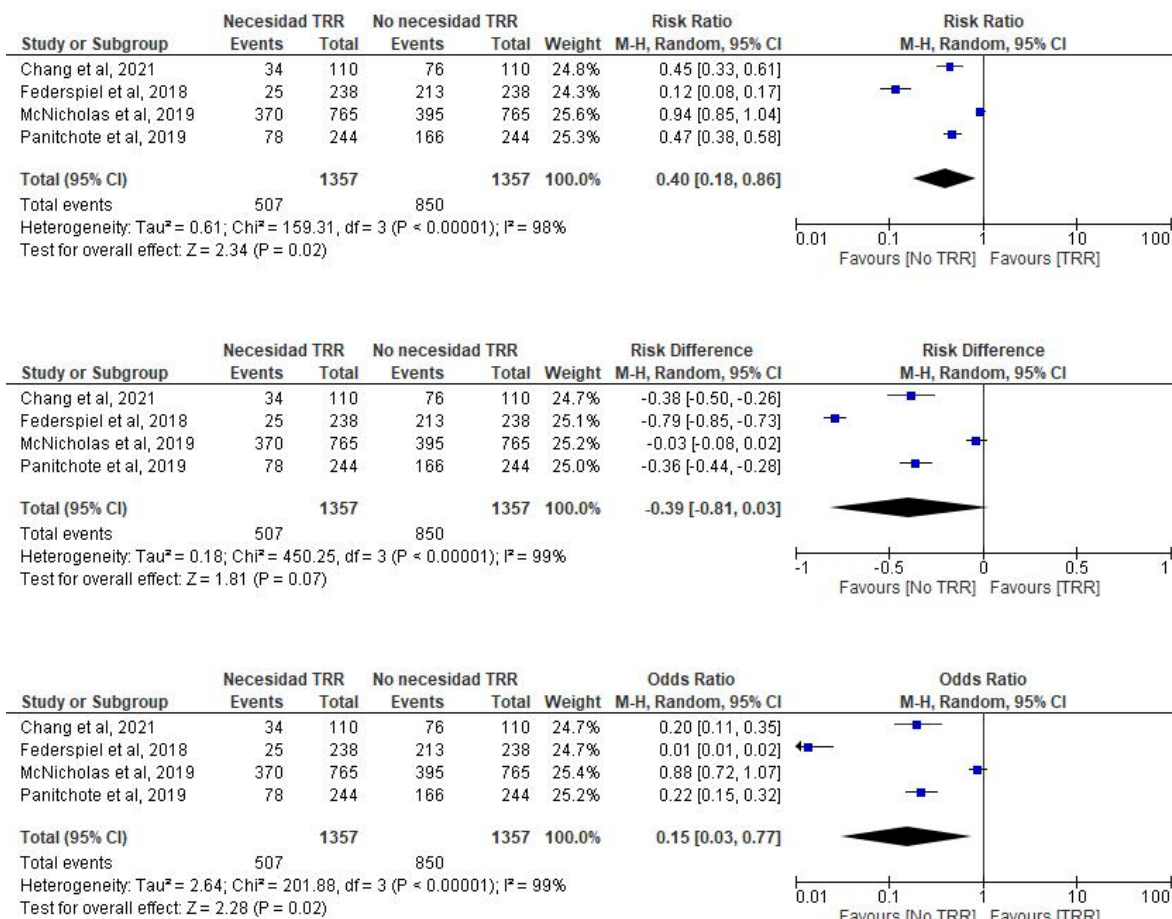 Necesidad TRR No necesidad TRR Risk Ratio Risk Ratio
Study or Subgroup Events Total Events Total Weight M-H, Random, 95% CI M-H, Random, 95% CI
Chang et al, 2021 34 110 76 110 24.8% 0.45 [0.33, 0.61]
Federspiel et al, 2018 25 238 213 238 24.3% 0.12 [0.08, 0.17]
McNicholas et al, 2019 370 765 395 765 25.6% 0.94 [0.85, 1.04]
Panitchote et al, 2019 78 244 166 244 25.3% 0.47 [0.38, 0.58]
Total (95% CI) 1357 1357 100.0% 0.40 [0.18, 0.86]
Total events 507 850
Heterogeneity: Tau² = 0.61; Chi² = 159.31, df = 3 (P < 0.00001); I² = 98%
Test for overall effect: Z = 2.34 (P = 0.02)
0.01 0.1 1 10 100
Favours [No TRR] Favours [TRR]
Necesidad TRR No necesidad TRR Risk Difference Risk Difference
Study or Subgroup Events Total Events Total Weight M-H, Random, 95% CI M-H, Random, 95% CI
Chang et al, 2021 34 110 76 110 24.7% -0.38 [-0.50, -0.26]
Federspiel et al, 2018 25 238 213 238 25.1% -0.79 [-0.85, -0.73]
McNicholas et al, 2019 370 765 395 765 25.2% -0.03 [-0.08, 0.02]
Panitchote et al, 2019 78 244 166 244 25.0% -0.36 [-0.44, -0.28]
Total (95% CI) 1357 1357 100.0% -0.39 [-0.81, 0.03]
Total events 507 850
Heterogeneity: Tau² = 0.18; Chi² = 450.25, df = 3 (P < 0.00001); I² = 99%
Test for overall effect: Z = 1.81 (P = 0.07)
-1 -0.5 0 0.5 1
Favours [No TRR] Favours [TRR]
Necesidad TRR No necesidad TRR Odds Ratio Odds Ratio
Study or Subgroup Events Total Events Total Weight M-H, Random, 95% CI M-H, Random, 95% CI
Chang et al, 2021 34 110 76 110 24.7% 0.20 [0.11, 0.35]
Federspiel et al, 2018 25 238 213 238 24.7% 0.01 [0.01, 0.02]
McNicholas et al, 2019 370 765 395 765 25.4% 0.88 [0.72, 1.07]
Panitchote et al, 2019 78 244 166 244 25.2% 0.22 [0.15, 0.32]
Total (95% CI) 1357 1357 100.0% 0.15 [0.03, 0.77]
Total events 507 850
Heterogeneity: Tau² = 2.64; Chi² = 201.88, df = 3 (P < 0.00001); I² = 99%
Test for overall effect: Z = 2.28 (P = 0.02)
0.01 0.1 1 10 100
Favours [No TRR] Favours [TRR]